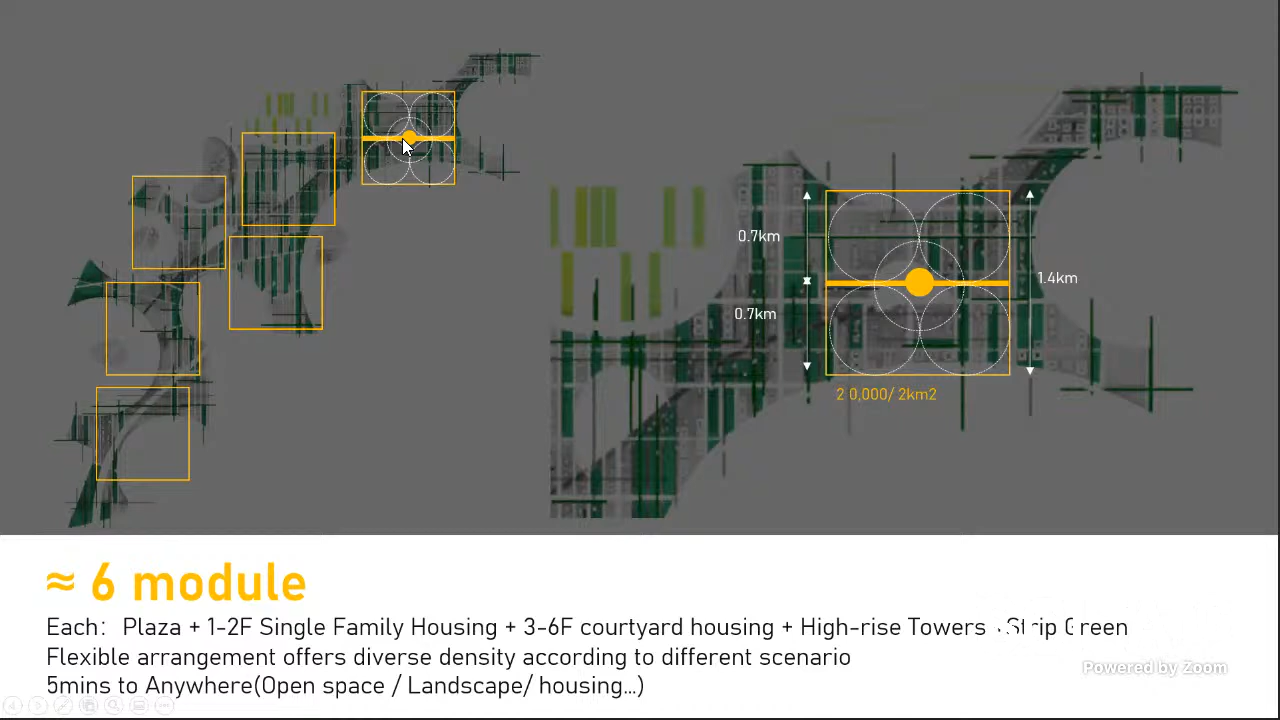 0.7km
0.7km
1.4km
2 0,000/ 2km2
≈ 6 module
Each: Plaza + 1-2F Single Family Housing + 3-6F courtyard housing + High-rise Towers Strip Green
Flexible arrangement offers diverse density according to different scenario
5mins to Anywhere(Open space / Landscape/ housing...)
Powered by Zoom